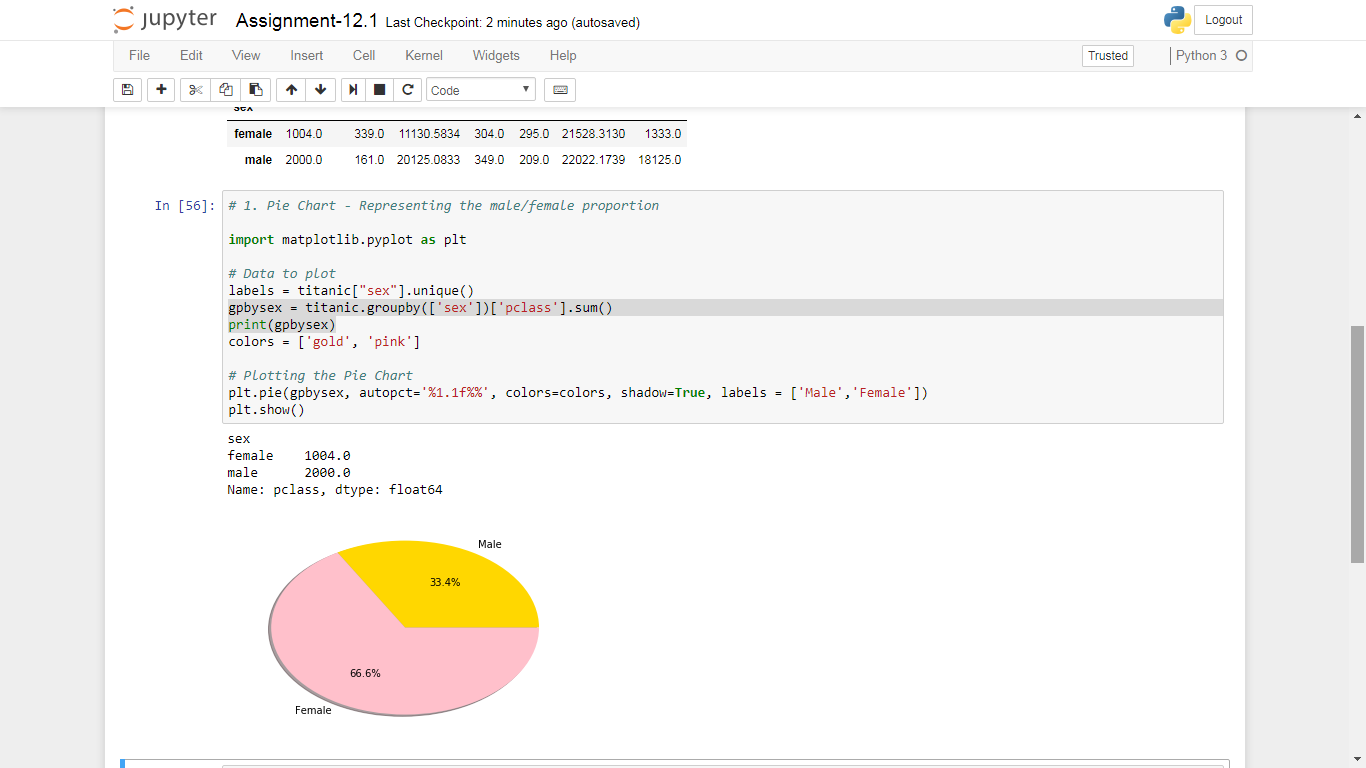 jupyter Assignment-12.1 Last Checkpoint: 2 minutes ago (autosaved) Logout
File Edit View Insert Cell Kernel Widgets Help Trusted Python 3
Code
sex
female 1004.0 339.0 11130.5834 304.0 295.0 21528.3130 1333.0
male 2000.0 161.0 20125.0833 349.0 209.0 22022.1739 18125.0
In [56]: # 1. Pie Chart - Representing the male/female proportion
import matplotlib.pyplot as plt
# Data to plot
labels = titanic["sex"].unique()
gpbysex = titanic.groupby(['sex'])['pclass'].sum()
print(gpbysex)
colors = ['gold', 'pink']
# Plotting the Pie Chart
plt.pie(gpbysex, autopct='%1.1f%%', colors=colors, shadow=True, labels = ['Male','Female'])
plt.show()
sex
female 1004.0
male 2000.0
Name: pclass, dtype: float64
Male
33.4%
66.6%
Female